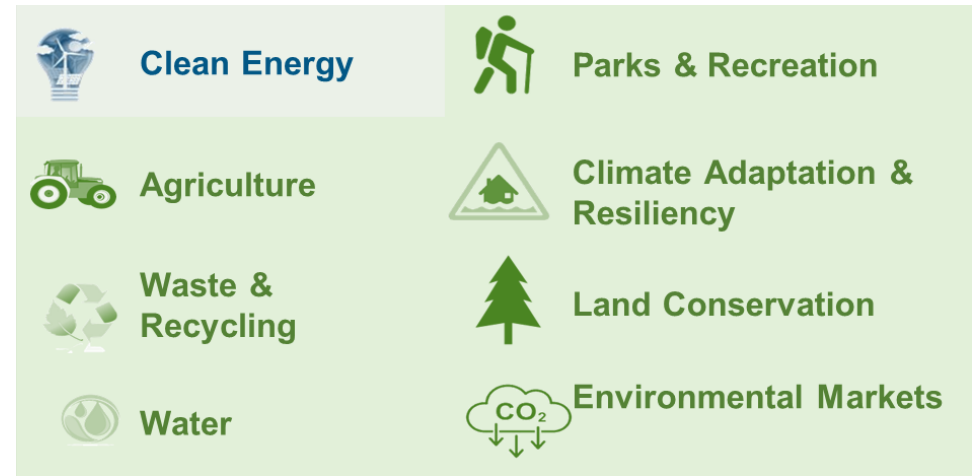 Clean Energy
Parks & Recreation
Agriculture
Climate Adaptation &
Resiliency
Waste &
Recycling
Land Conservation
Water
Environmental Markets
CO₂